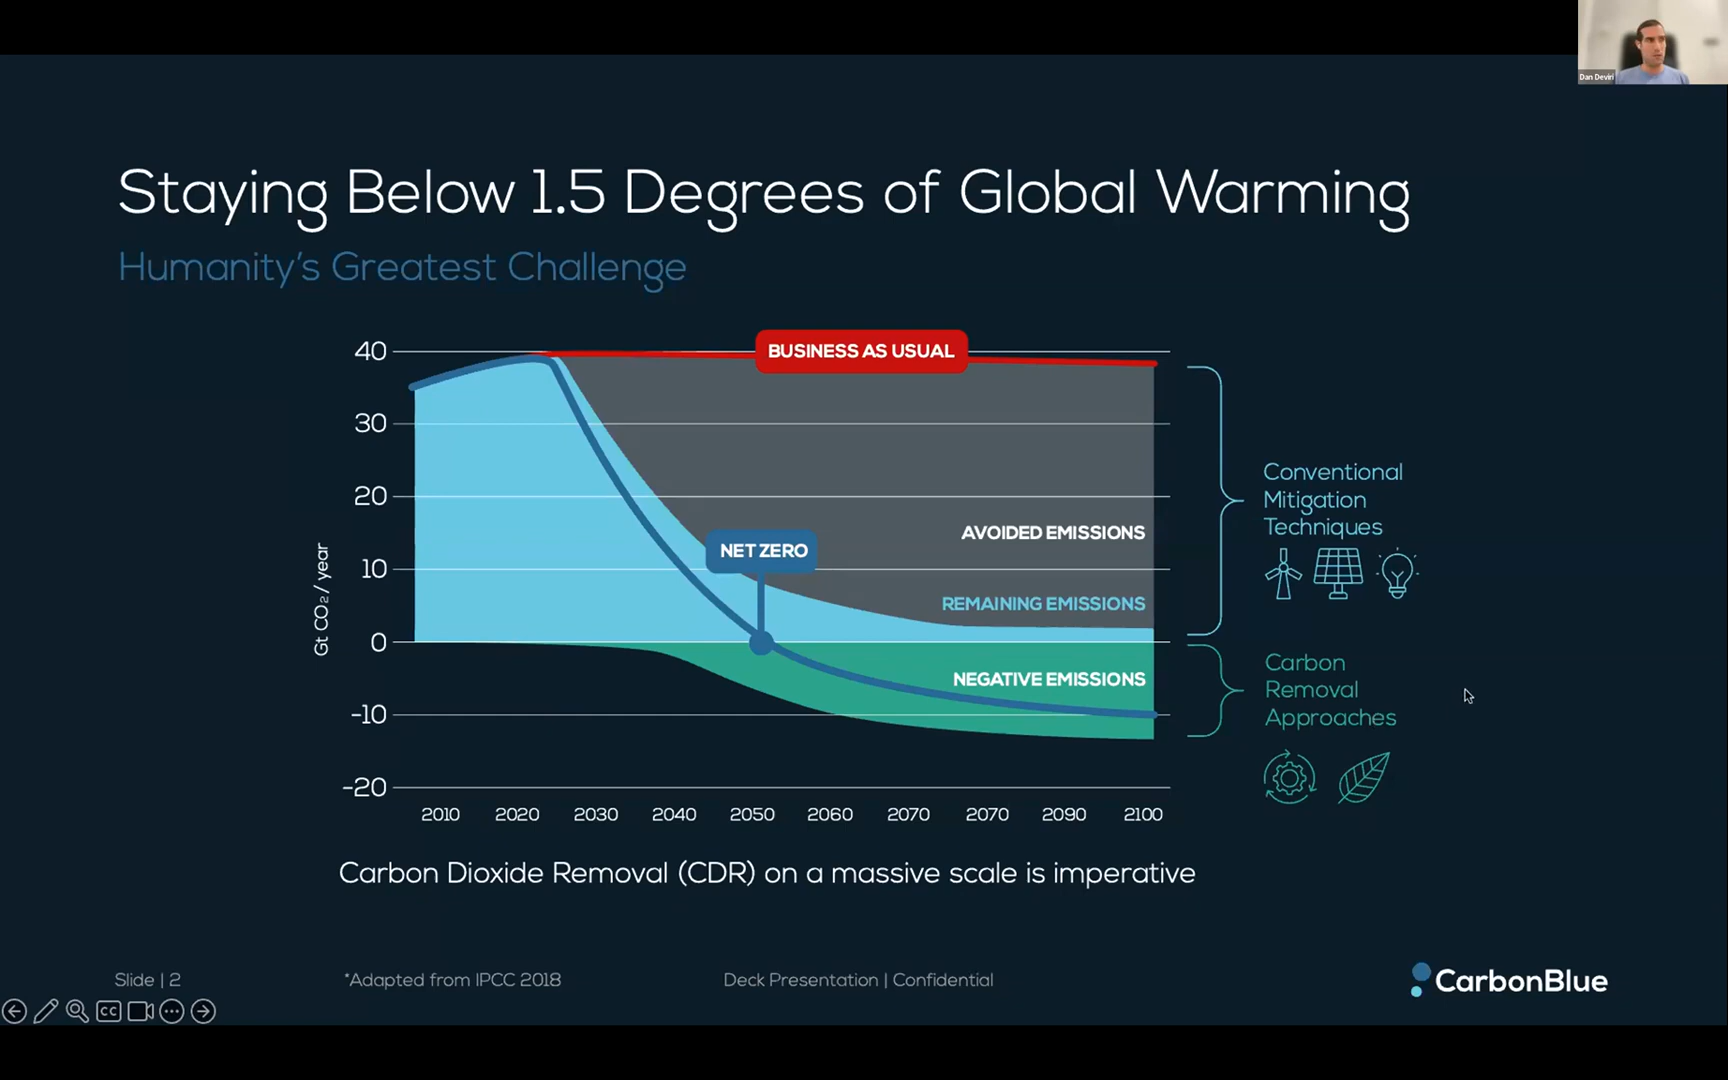 Dan Deviri
Staying Below 1.5 Degrees of Global Warming
Humanity's Greatest Challenge
40
30
20
10
0
-10
-20
Gt CO₂ / year
BUSINESS AS USUAL
NET ZERO
AVOIDED EMISSIONS
REMAINING EMISSIONS
NEGATIVE EMISSIONS
2010 2020 2030 2040 2050 2060 2070 2070 2090 2100
Conventional
Mitigation
Techniques
Carbon
Removal
Approaches
Carbon Dioxide Removal (CDR) on a massive scale is imperative
Slide | 2
*Adapted from IPCC 2018
Deck Presentation | Confidential
CarbonBlue
CC